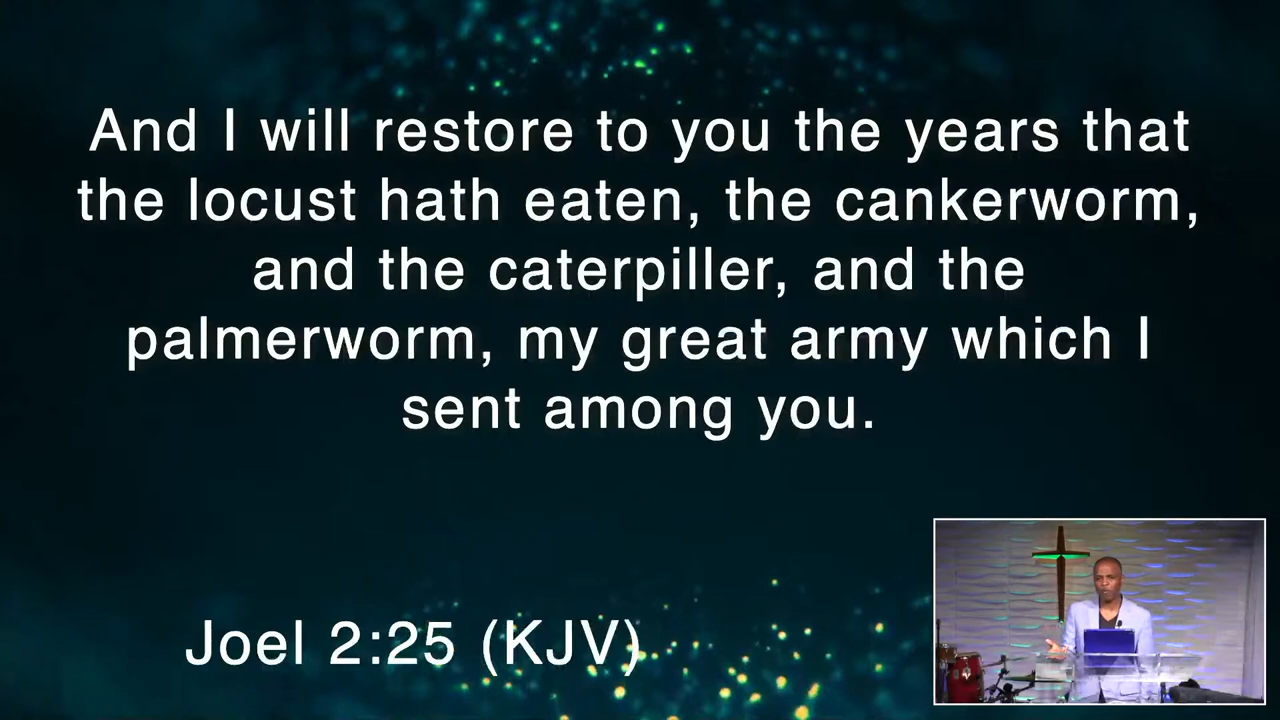 And I will restore to you the years that
the locust hath eaten, the cankerworm,
and the caterpiller, and the
palmerworm, my great army which I
sent among you.
Joel 2:25 (KJV)